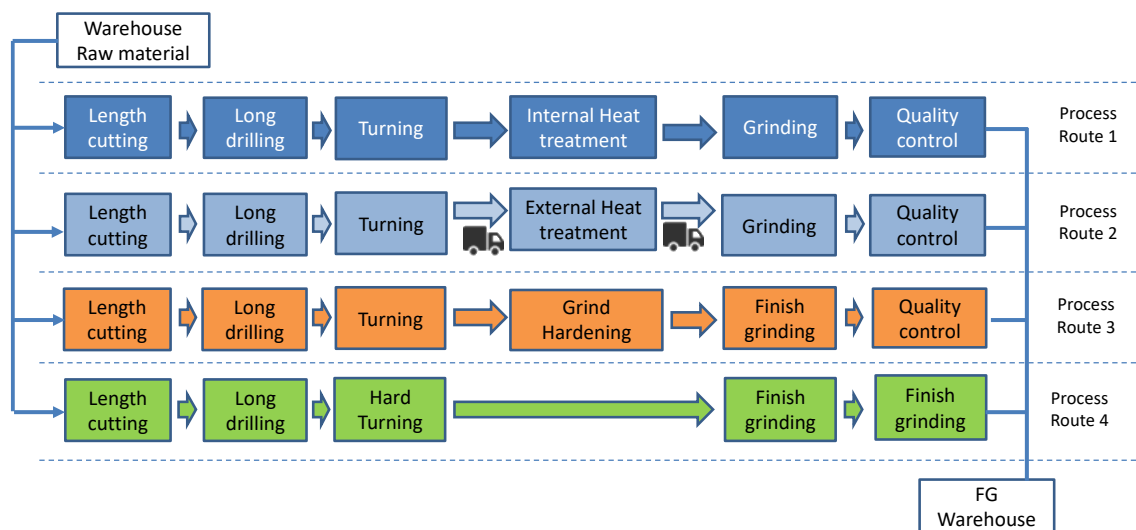 Warehouse
Raw material
Length
cutting
Long
drilling
Turning
Internal Heat
treatment
Grinding
Quality
control
Process
Route 1
Length
cutting
Long
drilling
Turning
External Heat
treatment
Grinding
Quality
control
Process
Route 2
Length
cutting
Long
drilling
Turning
Grind
Hardening
Finish
grinding
Quality
control
Process
Route 3
Length
cutting
Long
drilling
Hard
Turning
Finish
grinding
Finish
grinding
Process
Route 4
FG
Warehouse